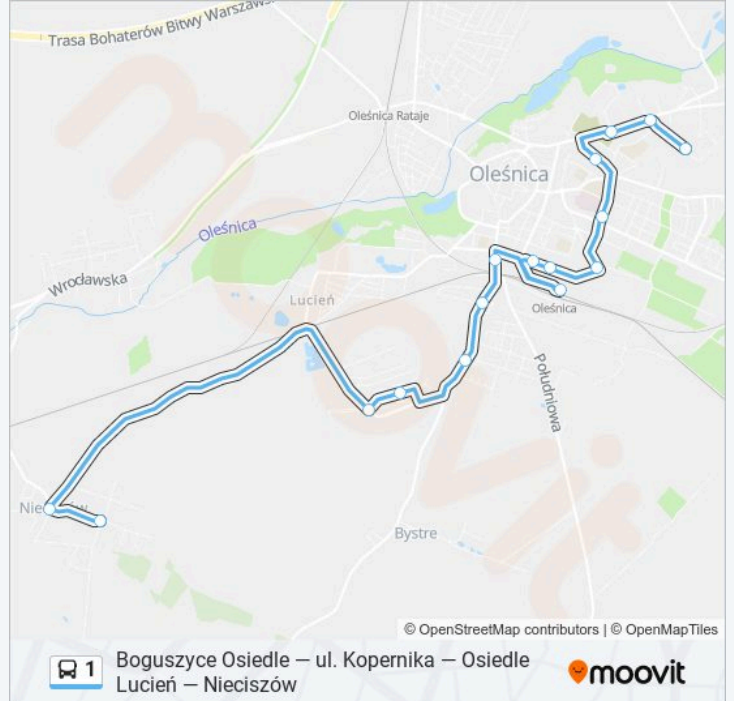 Trasa Bohaterów Bitwy Warszaws
Oleśnica Rataje
Oleśnica
Oleśnica
Wrocławska
Lucień
Oleśnica
Południowa
Bystre
moovit
© OpenStreetMap contributors | © OpenMapTiles
1
Boguszyce Osiedle — ul. Kopernika — Osiedle
Lucień — Nieciszów
moovit